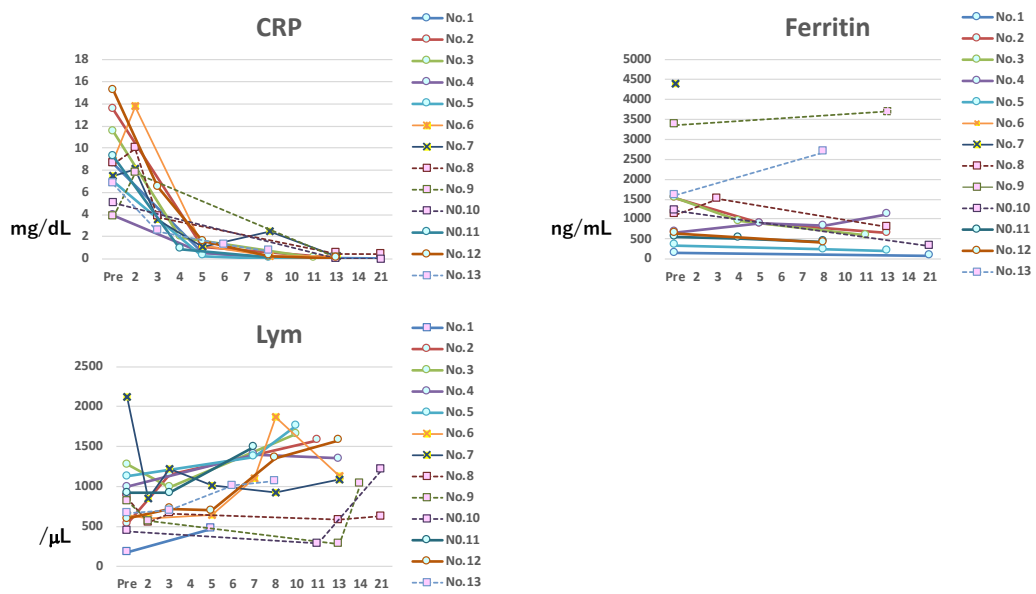 CRP
18
16
14
12
10
8
6
4
2
0
mg/dL
Pre 2 3 4 5 6 8 10 11 13 14 21
No.1
No.2
No.3
No.4
No.5
No.6
No.7
No.8
No.9
N0.10
N0.11
No.12
No.13
Ferritin
5000
4500
4000
3500
3000
2500
2000
1500
1000
500
0
ng/mL
Pre 2 3 4 5 6 8 10 11 13 14 21
No.1
No.2
No.3
No.4
No.5
No.6
No.7
No.8
No.9
N0.10
N0.11
No.12
No.13
Lym
2500
2000
1500
1000
500
0
/μL
Pre 2 3 4 5 6 7 8 10 11 13 14 21
No.1
No.2
No.3
No.4
No.5
No.6
No.7
No.8
No.9
N0.10
N0.11
No.12
No.13